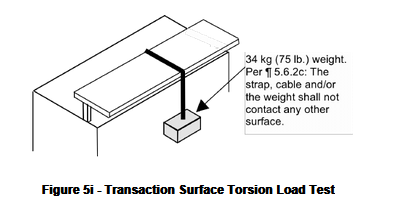 34 kg (75 lb.) weight.
Per ¶ 5.6.2c: The
strap, cable and/or
the weight shall not
contact any other
surface.
Figure 5i - Transaction Surface Torsion Load Test